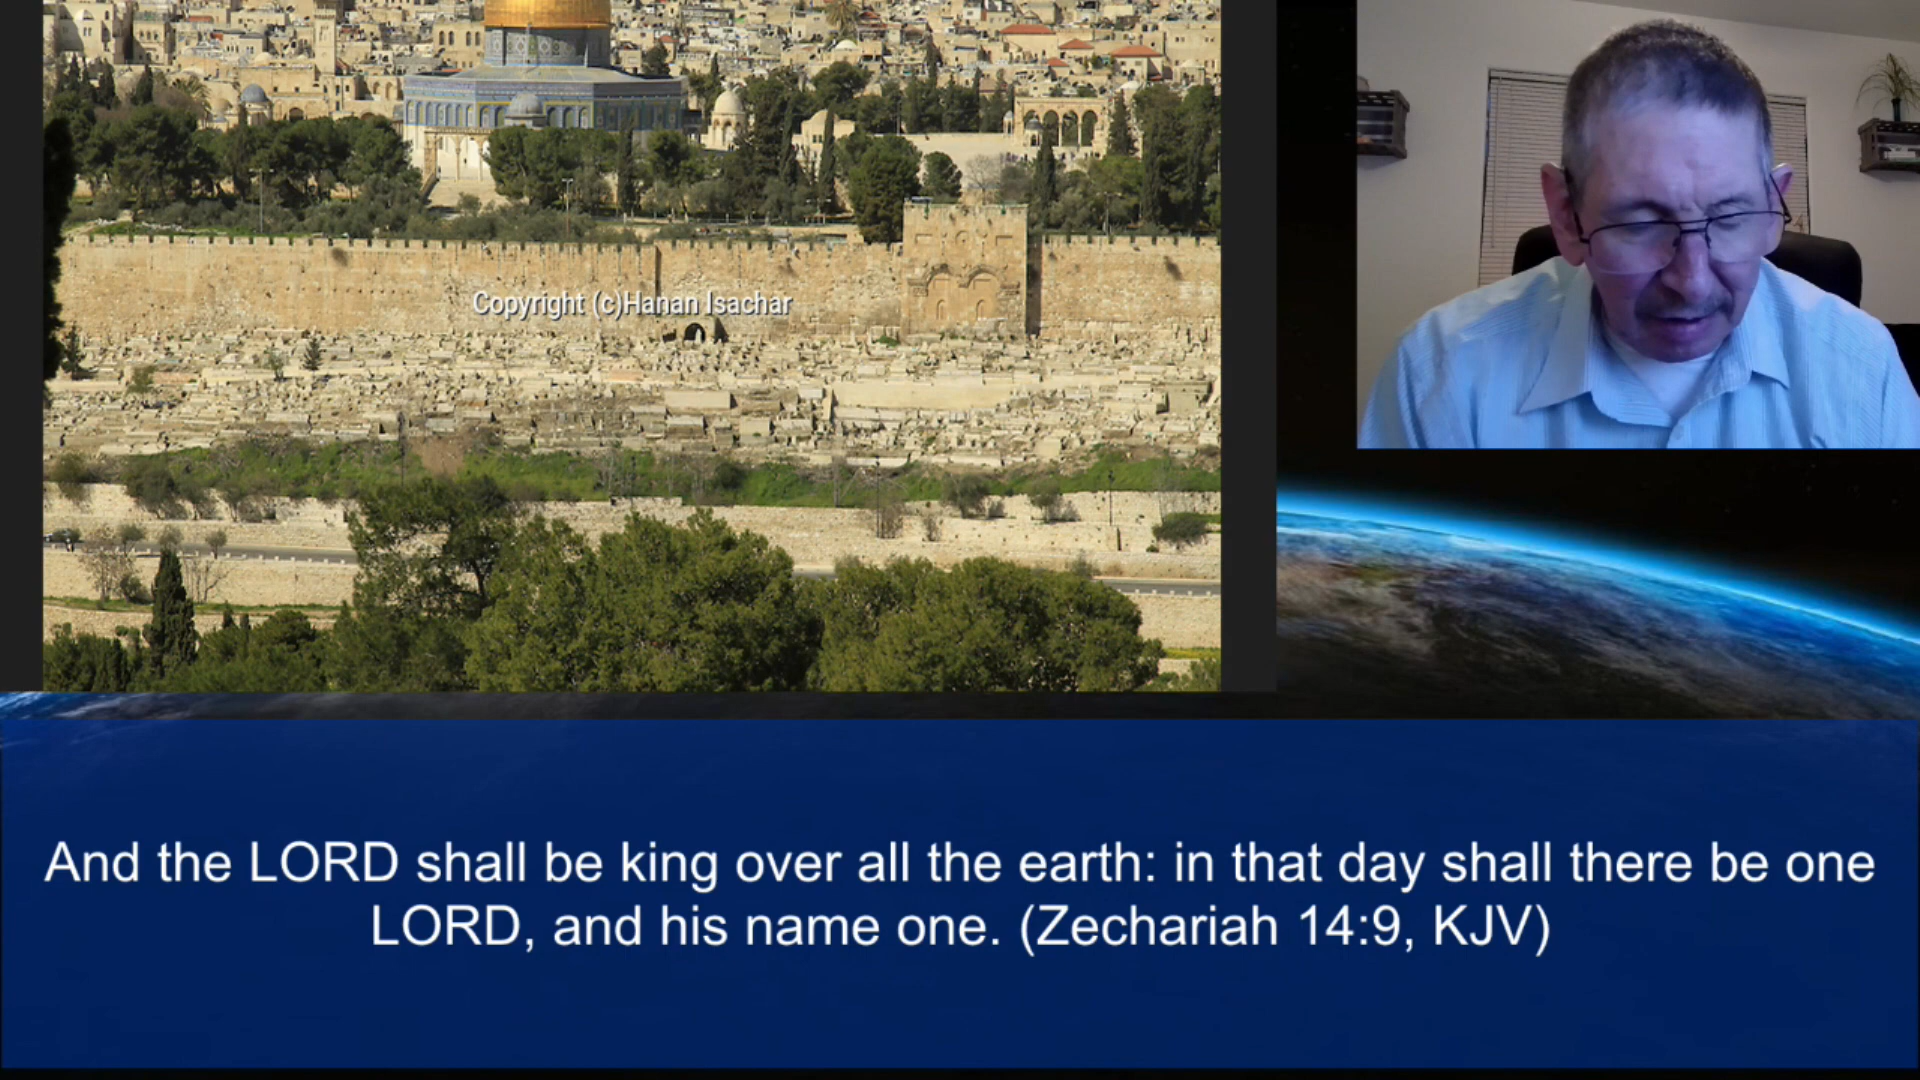 Copyright (c)Hanan Isachar
And the LORD shall be king over all the earth: in that day shall there be one
LORD, and his name one. (Zechariah 14:9, KJV)